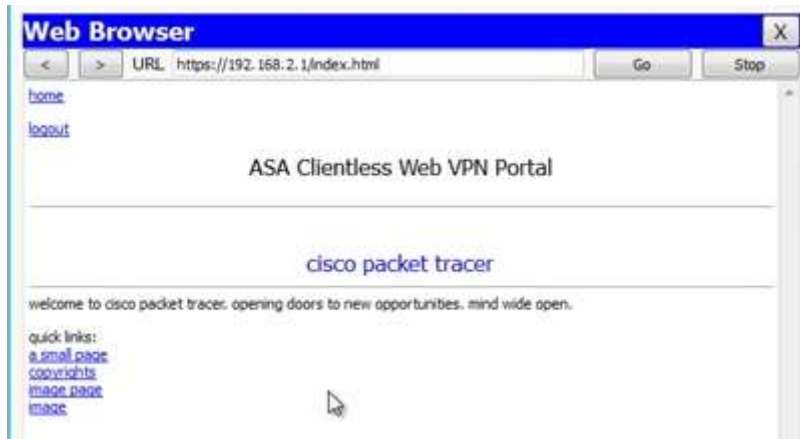 Web Browser X
< > URL https://192.168.2.1/index.html Go Stop
home
logout
ASA Clientless Web VPN Portal
cisco packet tracer
welcome to cisco packet tracer. opening doors to new opportunities. mind wide open.
quick links:
a small page
copyrights
image page
image